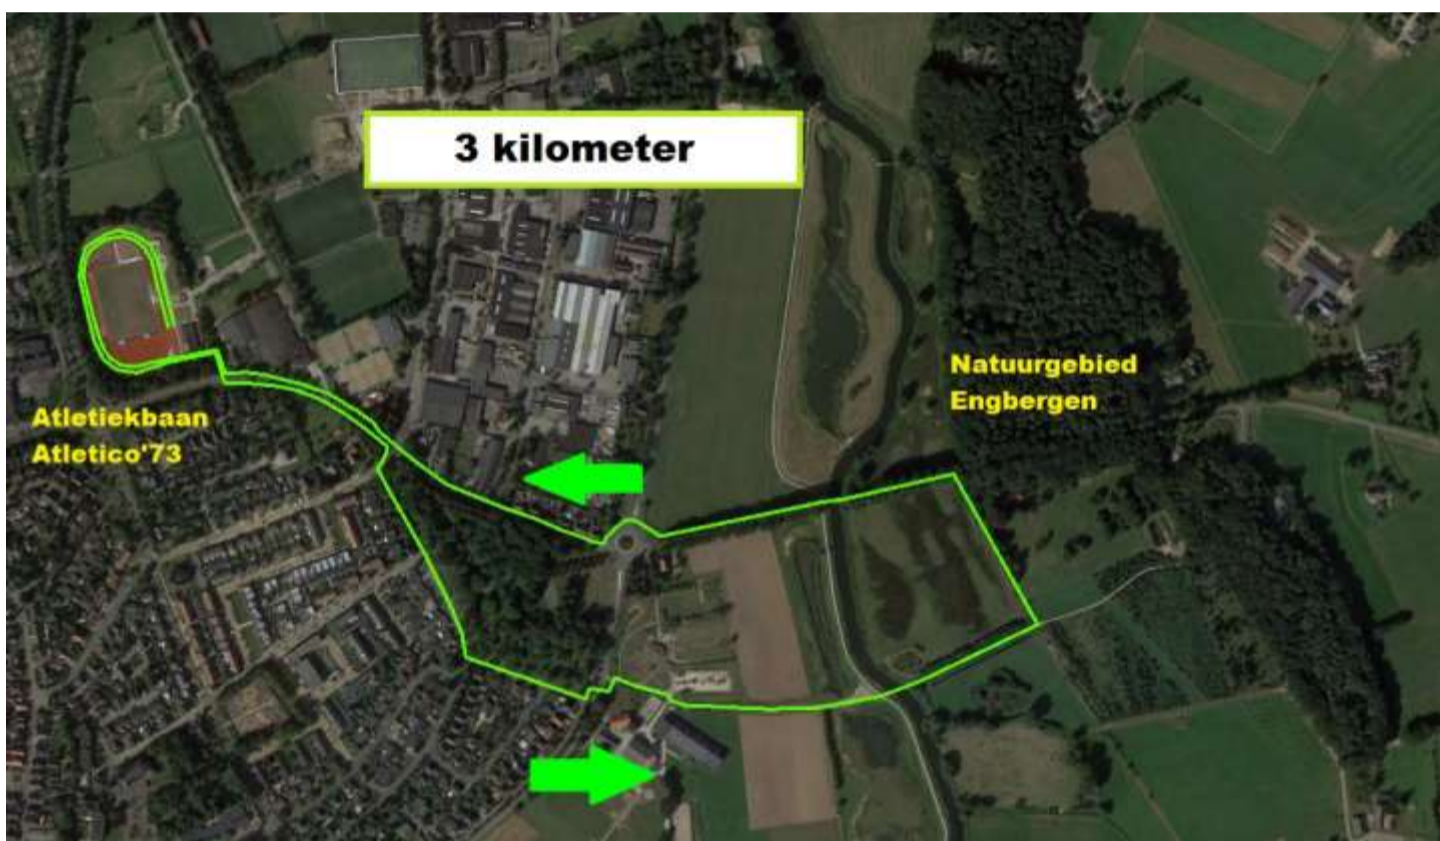 3 kilometer
Natuurgebied
Engbergen
Atletiekbaan
Atletico'73